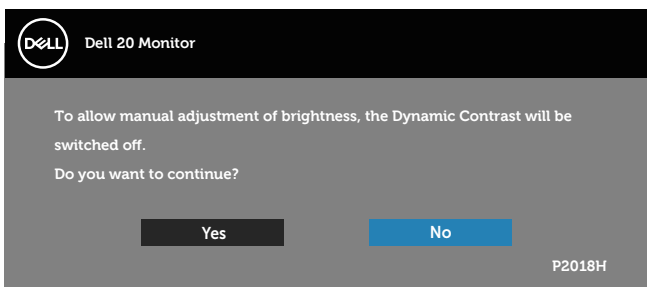 DELL
Dell 20 Monitor
To allow manual adjustment of brightness, the Dynamic Contrast will be
switched off.
Do you want to continue?
Yes No
P2018H